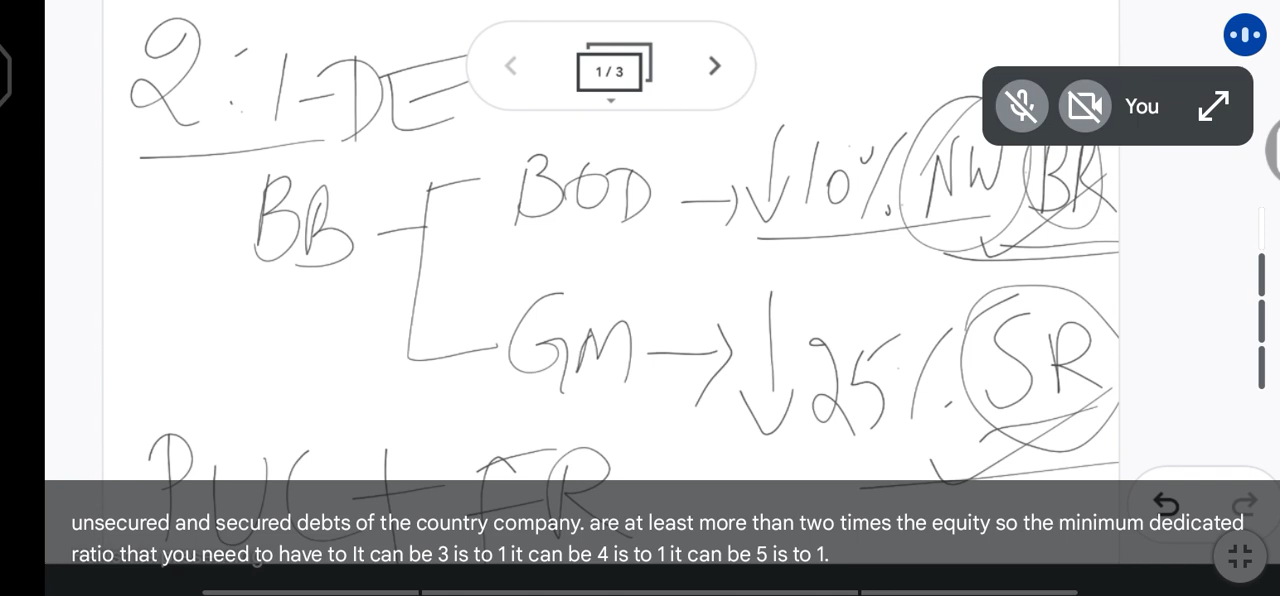 2:1-DE
1 / 3
You
BB
BOD → ↓10% NW BR
GM → ↓25% SR
PUC + FR
unsecured and secured debts of the country company. are at least more than two times the equity so the minimum dedicated
ratio that you need to have to It can be 3 is to 1 it can be 4 is to 1 it can be 5 is to 1.